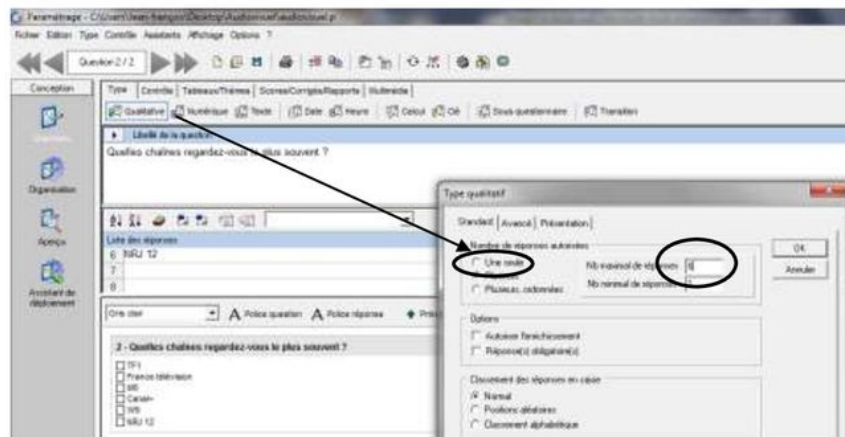 Paramétrage - C:\Users\Jean-françois\Desktop\Audiovisuel\audiovisuel.p
Fichier Edition Type Contrôle Assistants Affichage Options ?
Question 2 / 2
Conception
Type Contrôle Tableaux/Thèmes Scores/Corrigés/Rapports Multimédia
Qualitative Numérique Texte Date Heure Calcul Clé Sous-questionnaire Transition
Libellé de la question
Quelles chaînes regardez-vous le plus souvent ?
Organisation
Aperçu
Assistant de déploiement
Liste des réponses
6 NRJ 12
7
8
Police question Police réponse
2 - Quelles chaînes regardez-vous le plus souvent ?
TF1
France télévision
M6
Canal+
W9
NRJ 12
Type qualitatif
Standard Avancé Présentation
Nombre de réponses autorisées
Une seule
Plusieurs, ordonnées
Nb maximal de réponses 6
Nb minimal de réponses
OK
Annuler
Options
Autoriser l'enrichissement
Réponse(s) obligatoire(s)
Classement des réponses en saisie
Normal
Positions aléatoires
Classement alphabétique